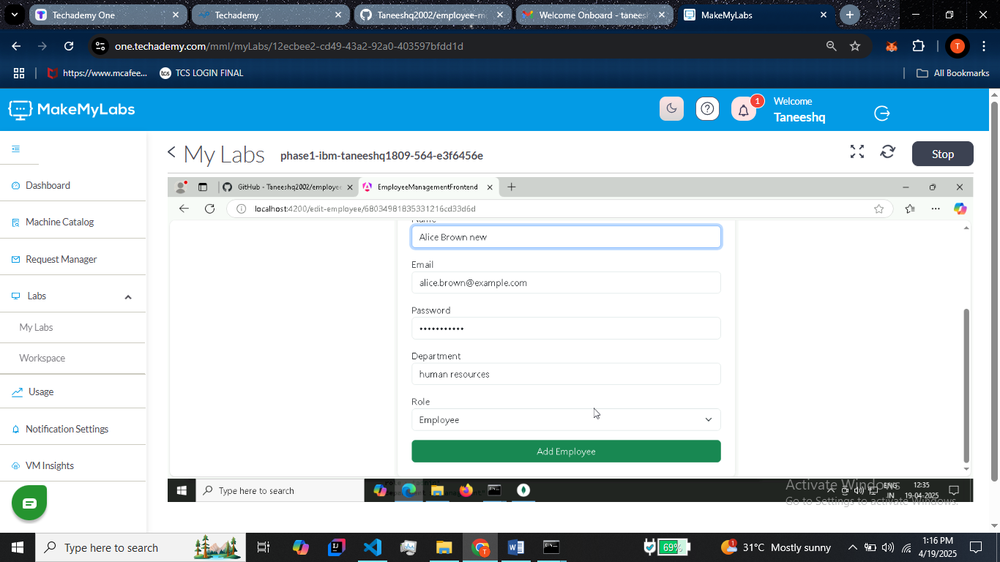 Techademy One
Techademy
Taneeshq2002/employee-m
Welcome Onboard - taneesh
MakeMyLabs
one.techademy.com/mml/myLabs/12ecbee2-cd49-43a2-92a0-403597bfdd1d
T
https://www.mcafee...
tcs
TCS LOGIN FINAL
All Bookmarks
MakeMyLabs
1
Welcome
Taneeshq
My Labs
phase1-ibm-taneeshq1809-564-e3f6456e
Stop
Dashboard
Machine Catalog
Request Manager
Labs
My Labs
Workspace
Usage
Notification Settings
VM Insights
GitHub - Taneeshq2002/employe
EmployeeManagementFrontend
localhost:4200/edit-employee/68034981835331216cd33d6d
Name
Alice Brown new
Email
alice.brown@example.com
Password
•••••••••••
Department
human resources
Role
Employee
Add Employee
Type here to search
ENG
IN
12:35
19-04-2025
Activate Windows
Go to Settings to activate Windows.
Type here to search
69%
31°C Mostly sunny
1:16 PM
4/19/2025